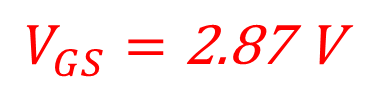 V_GS = 2.87 V